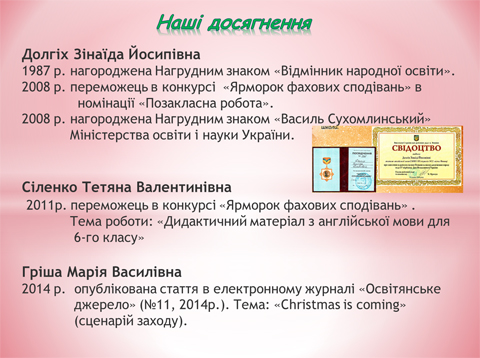 Наші досягнення
Долгіх Зінаїда Йосипівна
1987 р. нагороджена Нагрудним знаком «Відмінник народної освіти».
2008 р. переможець в конкурсі «Ярморок фахових сподівань» в
номінації «Позакласна робота».
2008 р. нагороджена Нагрудним знаком «Василь Сухомлинський»
Міністерства освіти і науки України.
школи.
СВІДОЦТВО
Сіленко Тетяна Валентинівна
2011р. переможець в конкурсі «Ярморок фахових сподівань» .
Тема роботи: «Дидактичний матеріал з англійської мови для
6-го класу»
Гріша Марія Василівна
2014 р. опублікована стаття в електронному журналі «Освітянське
джерело» (№11, 2014р.). Тема: «Christmas is coming»
(сценарій заходу).